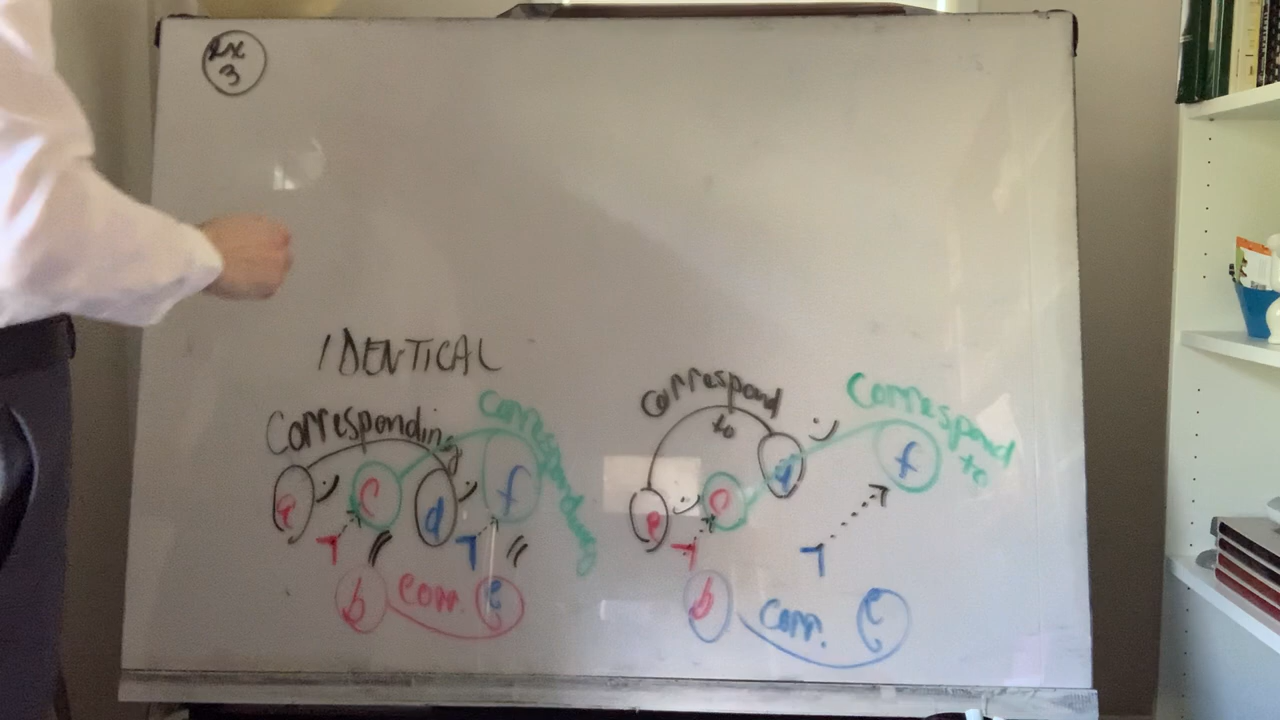 Ex
3
IDENTICAL
Corresponding
Corresponding
a c d f
b corr. e
Correspond
to
Correspond
to
a c d f
b corr. e